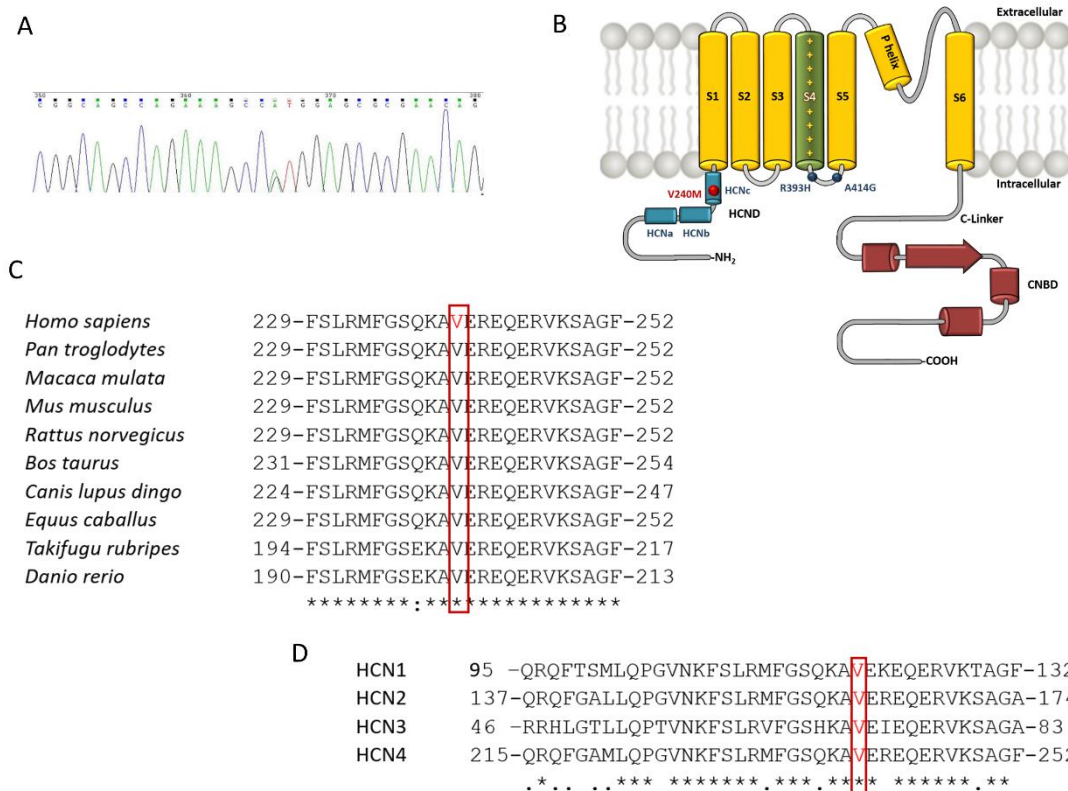 A
350 360 370 380
B
Extracellular
S1 S2 S3 S4 S5 P helix S6
+ + + + + + + +
Intracellular
V240M HCNc R393H A414G
HCND
HCNa HCNb
-NH2
C-Linker
CNBD
-COOH
C
Homo sapiens 229-FSLRMFGSQKAVEREQERVKSAGF-252
Pan troglodytes 229-FSLRMFGSQKAVEREQERVKSAGF-252
Macaca mulata 229-FSLRMFGSQKAVEREQERVKSAGF-252
Mus musculus 229-FSLRMFGSQKAVEREQERVKSAGF-252
Rattus norvegicus 229-FSLRMFGSQKAVEREQERVKSAGF-252
Bos taurus 231-FSLRMFGSQKAVEREQERVKSAGF-254
Canis lupus dingo 224-FSLRMFGSQKAVEREQERVKSAGF-247
Equus caballus 229-FSLRMFGSQKAVEREQERVKSAGF-252
Takifugu rubripes 194-FSLRMFGSEKAVEREQERVKSAGF-217
Danio rerio 190-FSLRMFGSEKAVEREQERVKSAGF-213
********:***************
D
HCN1 95 -QRQFTSMLQPGVNKFSLRMFGSQKAVEKEQERVKTAGF-132
HCN2 137-QRQFGALLQPGVNKFSLRMFGSQKAVEREQERVKSAGA-174
HCN3 46 -RRHLGTLLQPTVNKFSLRVFGSHKAVEIEQERVKSAGA-83
HCN4 215-QRQFGAMLQPGVNKFSLRMFGSQKAVEREQERVKSAGF-252
.*.. ..*** *******.***.**** ******.**